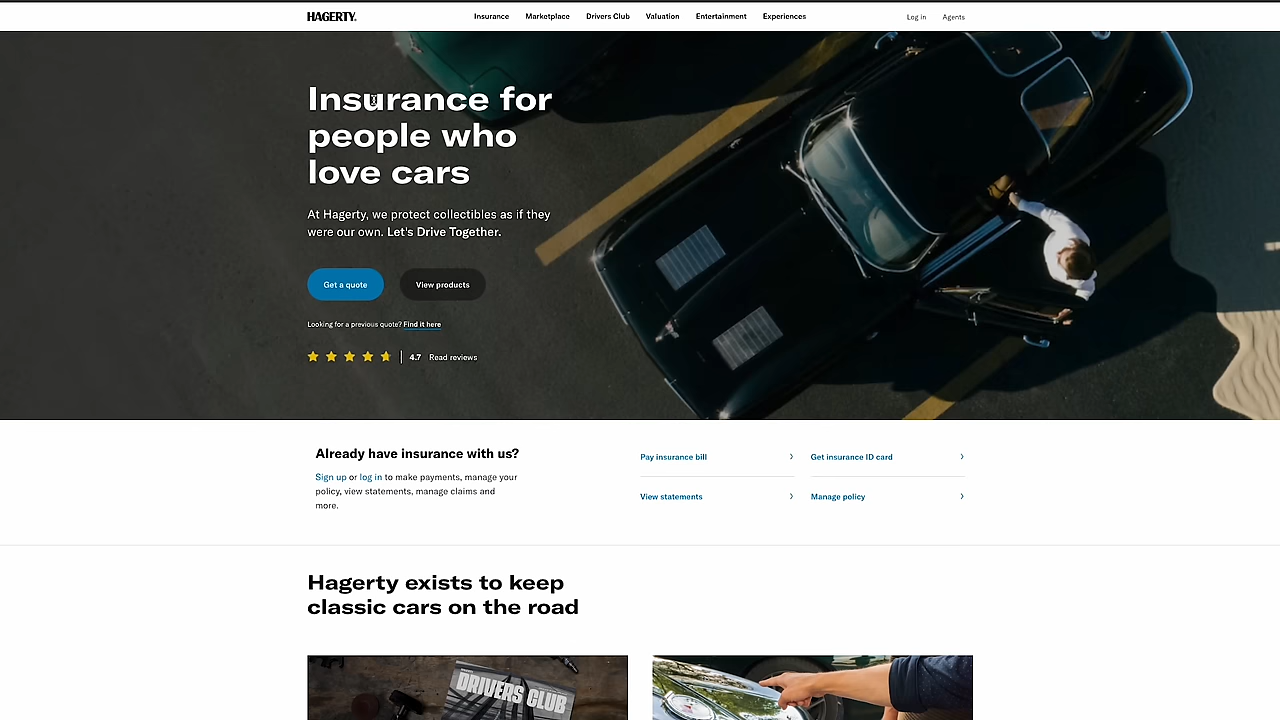 HAGERTY.
Insurance
Marketplace
Drivers Club
Valuation
Entertainment
Experiences
Log in
Agents
Insurance for
people who
love cars
At Hagerty, we protect collectibles as if they
were our own. Let's Drive Together.
Get a quote
View products
Looking for a previous quote? Find it here
4.7 Read reviews
Already have insurance with us?
Sign up or log in to make payments, manage your
policy, view statements, manage claims and
more.
Pay insurance bill
Get insurance ID card
View statements
Manage policy
Hagerty exists to keep
classic cars on the road
DRIVERS CLUB